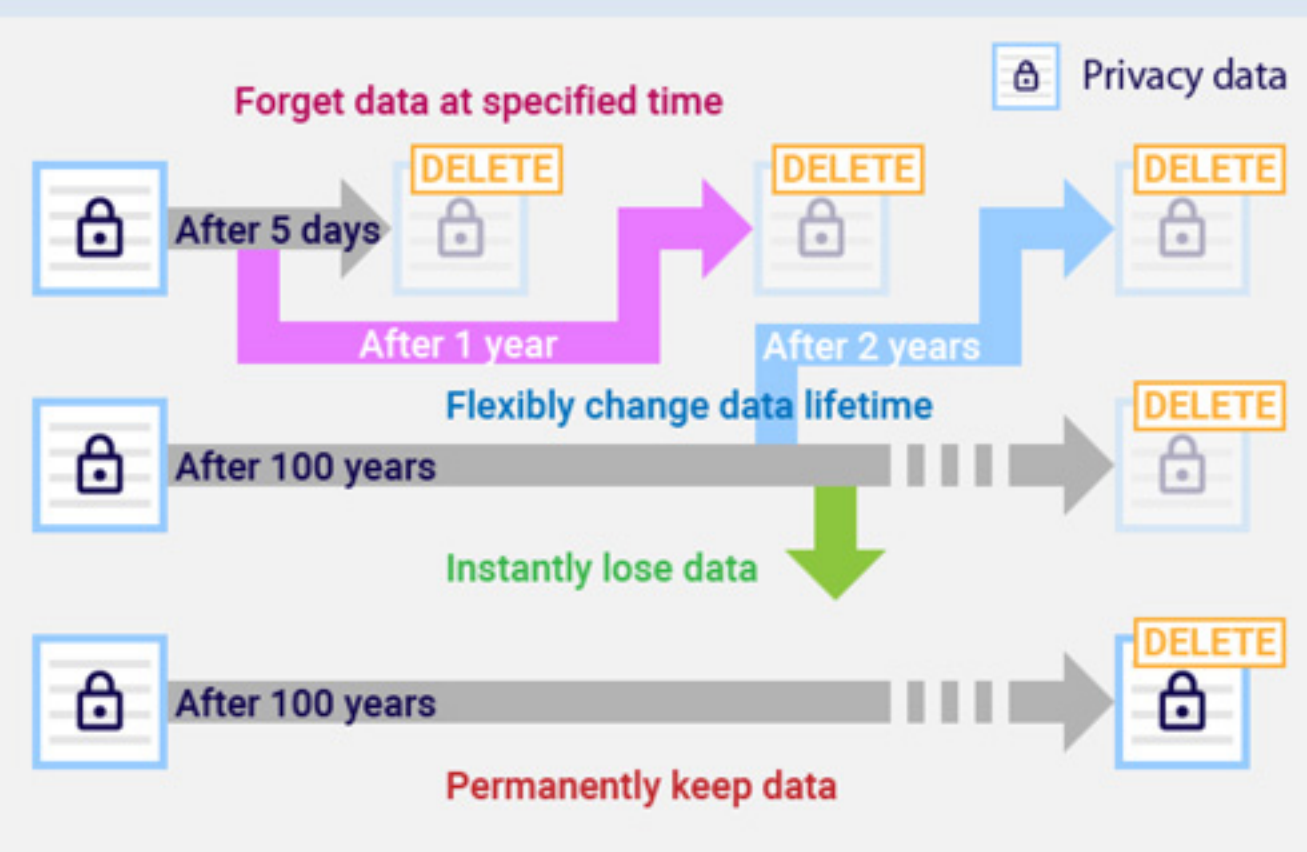 Privacy data
Forget data at specified time
DELETE
DELETE
DELETE
After 5 days
After 1 year
After 2 years
Flexibly change data lifetime
DELETE
After 100 years
Instantly lose data
DELETE
After 100 years
Permanently keep data